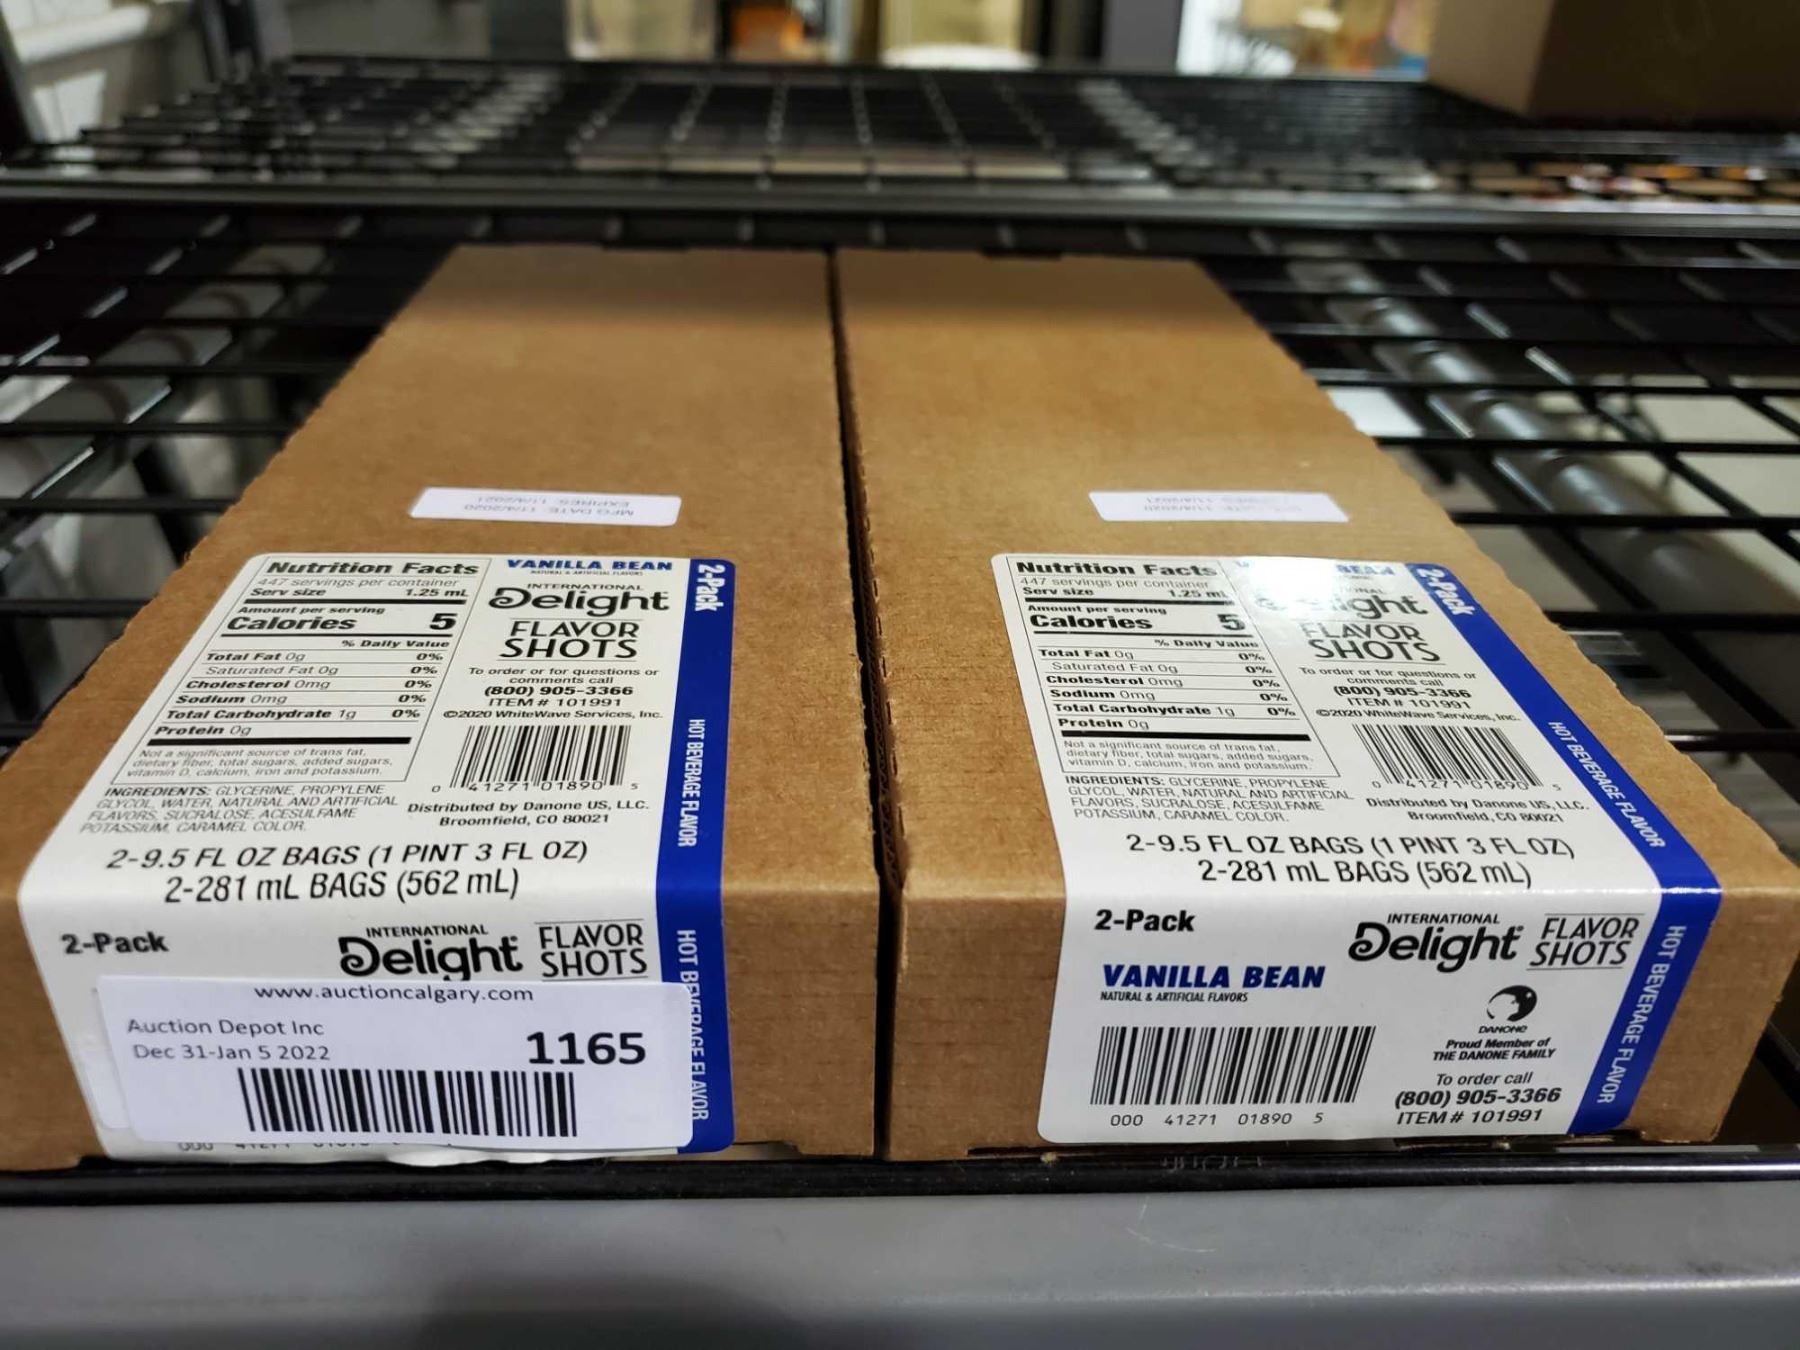 MFG DATE: 11/4/2020
EXPIRES: 11/4/2021
Nutrition Facts
447 servings per container
Serv size 1.25 mL
Amount per serving
Calories 5
% Daily Value
Total Fat 0g 0%
Saturated Fat 0g 0%
Cholesterol 0mg 0%
Sodium 0mg 0%
Total Carbohydrate 1g 0%
Protein 0g
Not a significant source of trans fat,
dietary fiber, total sugars, added sugars,
vitamin D, calcium, iron and potassium.
INGREDIENTS: GLYCERINE, PROPYLENE
GLYCOL, WATER, NATURAL AND ARTIFICIAL
FLAVORS, SUCRALOSE, ACESULFAME
POTASSIUM, CARAMEL COLOR.
VANILLA BEAN
NATURAL & ARTIFICIAL FLAVORS
INTERNATIONAL
Delight
FLAVOR
SHOTS
To order or for questions or
comments call
(800) 905-3366
ITEM # 101991
©2020 WhiteWave Services, Inc.
0 41271 01890 5
Distributed by Danone US, LLC.
Broomfield, CO 80021
2-9.5 FL OZ BAGS (1 PINT 3 FL OZ)
2-281 mL BAGS (562 mL)
2-Pack
HOT BEVERAGE FLAVOR
2-Pack
INTERNATIONAL
Delight
FLAVOR
SHOTS
HOT BEVERAGE FLAVOR
www.auctioncalgary.com
Auction Depot Inc
Dec 31-Jan 5 2022
1165
11/4/2020
11/4/2021
Nutrition Facts
447 servings per container
Serv size 1.25 mL
Amount per serving
Calories 5
% Daily Value
Total Fat 0g 0%
Saturated Fat 0g 0%
Cholesterol 0mg 0%
Sodium 0mg 0%
Total Carbohydrate 1g 0%
Protein 0g
Not a significant source of trans fat,
dietary fiber, total sugars, added sugars,
vitamin D, calcium, iron and potassium.
INGREDIENTS: GLYCERINE, PROPYLENE
GLYCOL, WATER, NATURAL AND ARTIFICIAL
FLAVORS, SUCRALOSE, ACESULFAME
POTASSIUM, CARAMEL COLOR.
BEAN
FLAVOR
SHOTS
To order or for questions or
comments call
(800) 905-3366
ITEM # 101991
©2020 WhiteWave Services, Inc.
0 41271 01890 5
Distributed by Danone US, LLC.
Broomfield, CO 80021
2-9.5 FL OZ BAGS (1 PINT 3 FL OZ)
2-281 mL BAGS (562 mL)
2-Pack
HOT BEVERAGE FLAVOR
2-Pack
INTERNATIONAL
Delight
FLAVOR
SHOTS
VANILLA BEAN
NATURAL & ARTIFICIAL FLAVORS
000 41271 01890 5
DANONE
Proud Member of
THE DANONE FAMILY
To order call
(800) 905-3366
ITEM # 101991
HOT BEVERAGE FLAVOR